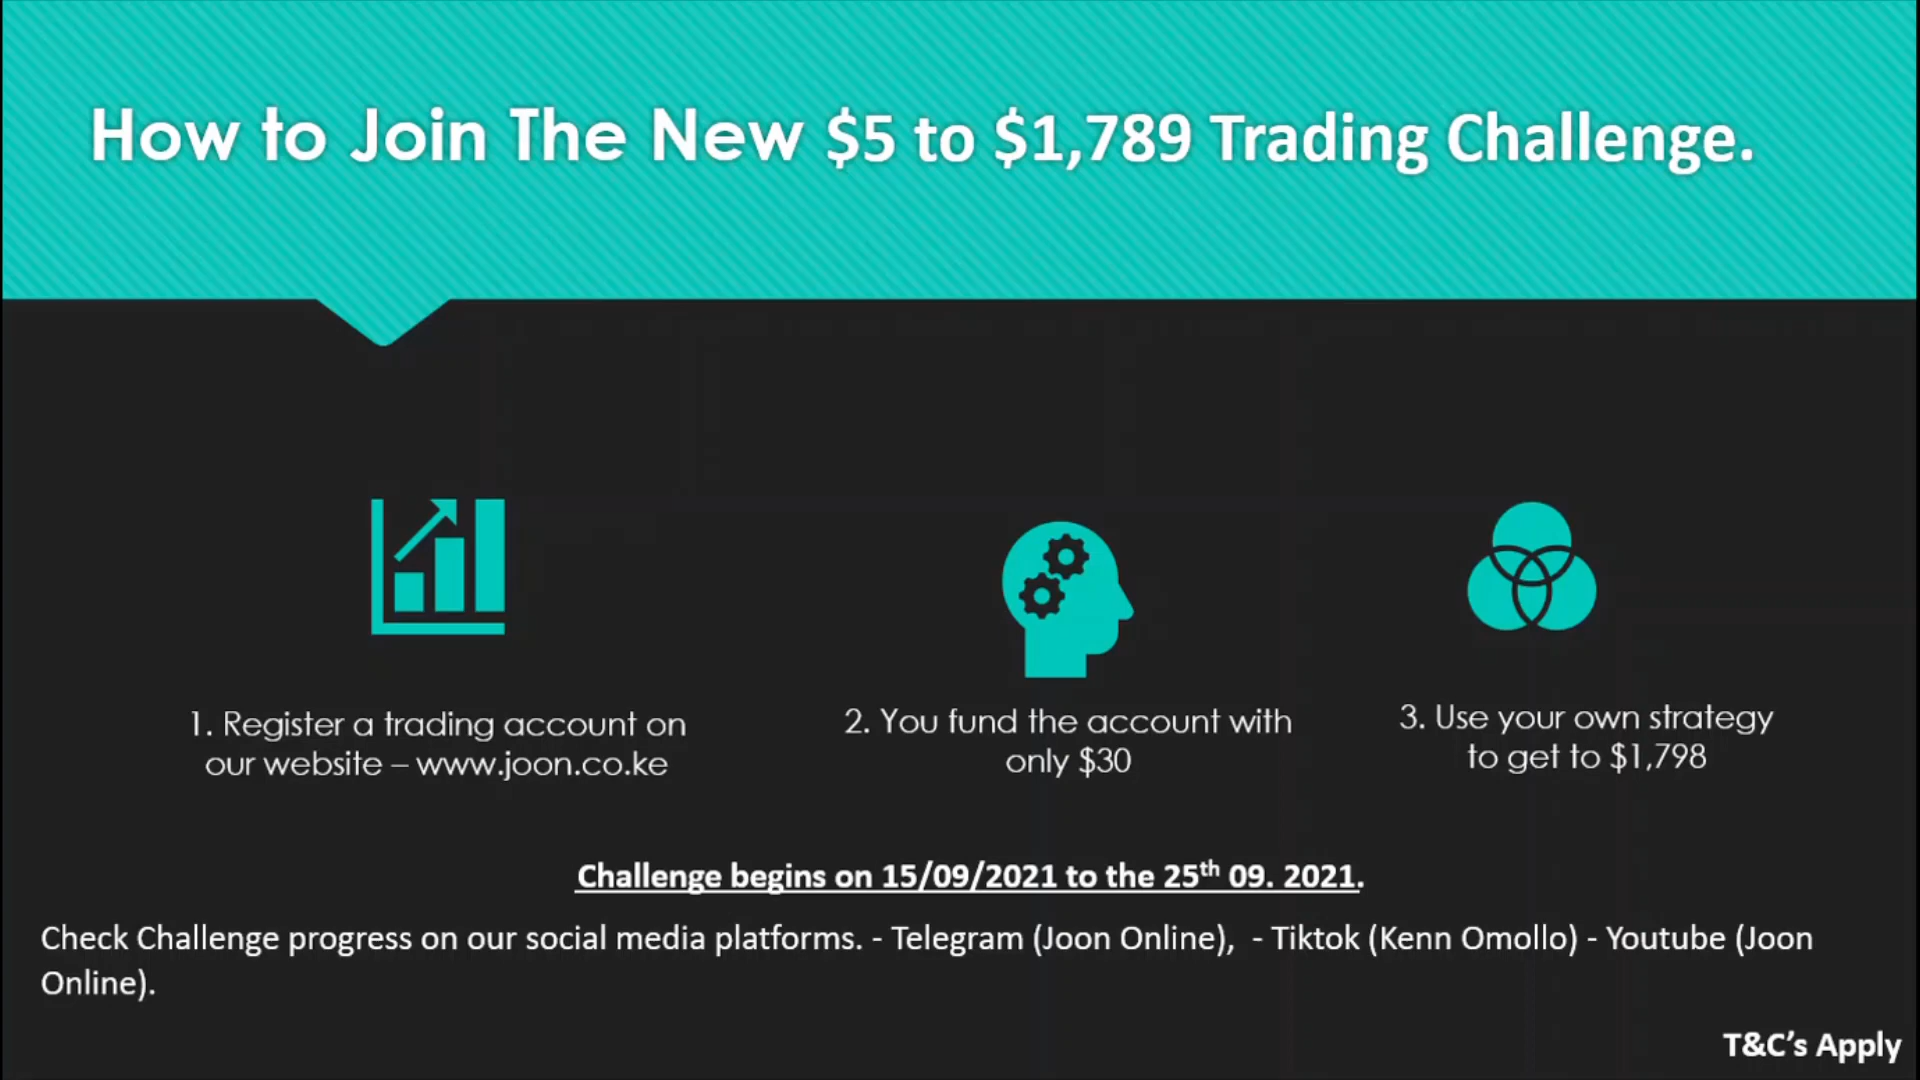 How to Join The New $5 to $1,789 Trading Challenge.
1. Register a trading account on
our website – www.joon.co.ke
2. You fund the account with
only $30
3. Use your own strategy
to get to $1,798
Challenge begins on 15/09/2021 to the 25th 09. 2021.
Check Challenge progress on our social media platforms. - Telegram (Joon Online),  - Tiktok (Kenn Omollo) - Youtube (Joon
Online).
T&C’s Apply